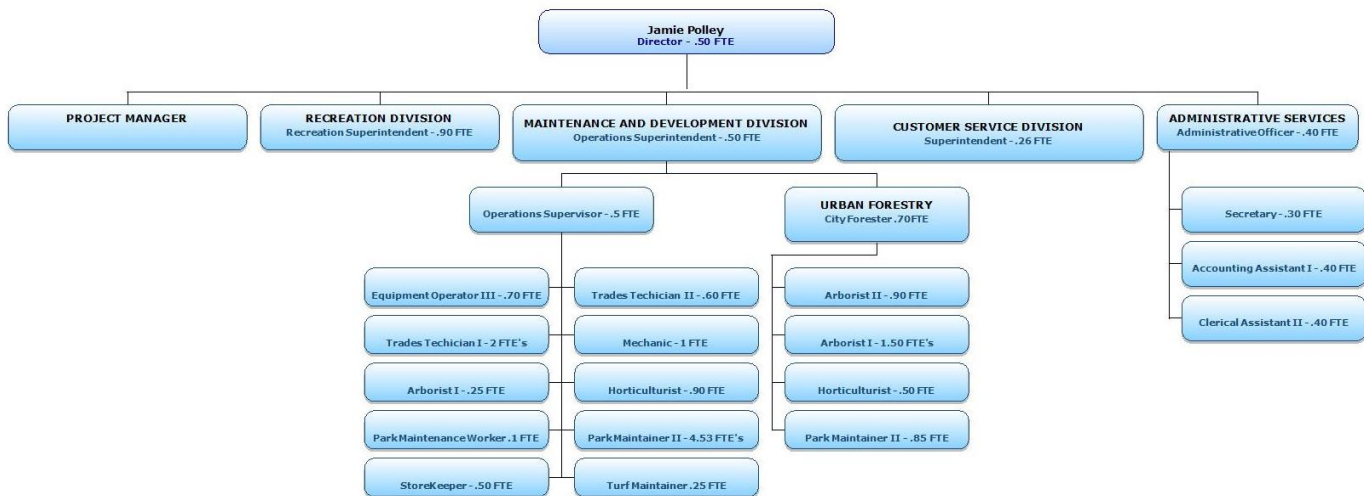 Jamie Polley
Director - .50 FTE
PROJECT MANAGER
RECREATION DIVISION
Recreation Superintendent - .90 FTE
MAINTENANCE AND DEVELOPMENT DIVISION
Operations Superintendent - .50 FTE
CUSTOMER SERVICE DIVISION
Superintendent - .26 FTE
ADMINISTRATIVE SERVICES
Administrative Officer - .40 FTE
Operations Supervisor - .5 FTE
URBAN FORESTRY
City Forester .70FTE
Secretary - .30 FTE
Accounting Assistant I - .40 FTE
Clerical Assistant II - .40 FTE
Equipment Operator III - .70 FTE
Trades Techician II - .60 FTE
Trades Techician I - 2 FTE's
Mechanic - 1 FTE
Arborist I - .25 FTE
Horticulturist - .90 FTE
Park Maintenance Worker .1 FTE
Park Maintainer II - 4.53 FTE's
StoreKeeper - .50 FTE
Turf Maintainer .25 FTE
Arborist II - .90 FTE
Arborist I - 1.50 FTE's
Horticulturist - .50 FTE
Park Maintainer II - .85 FTE